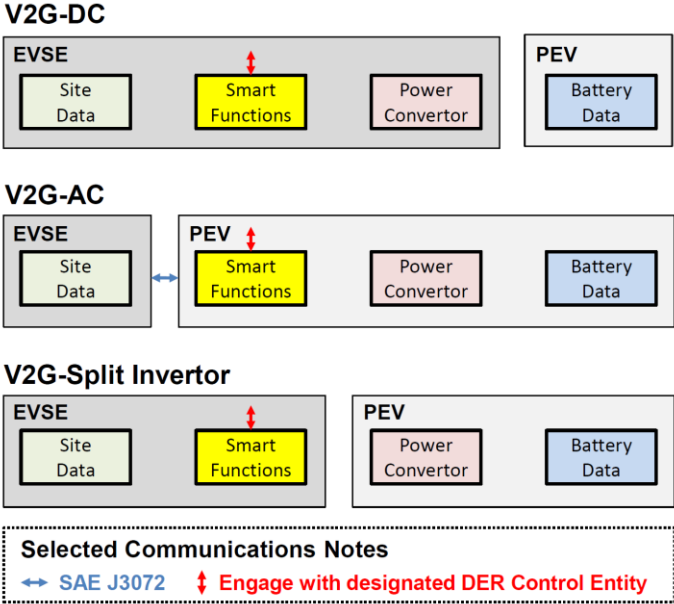 V2G-DC
EVSE
PEV
Site
Data
Smart
Functions
Power
Convertor
Battery
Data
V2G-AC
EVSE
PEV
Site
Data
Smart
Functions
Power
Convertor
Battery
Data
V2G-Split Invertor
EVSE
PEV
Site
Data
Smart
Functions
Power
Convertor
Battery
Data
Selected Communications Notes
SAE J3072
Engage with designated DER Control Entity